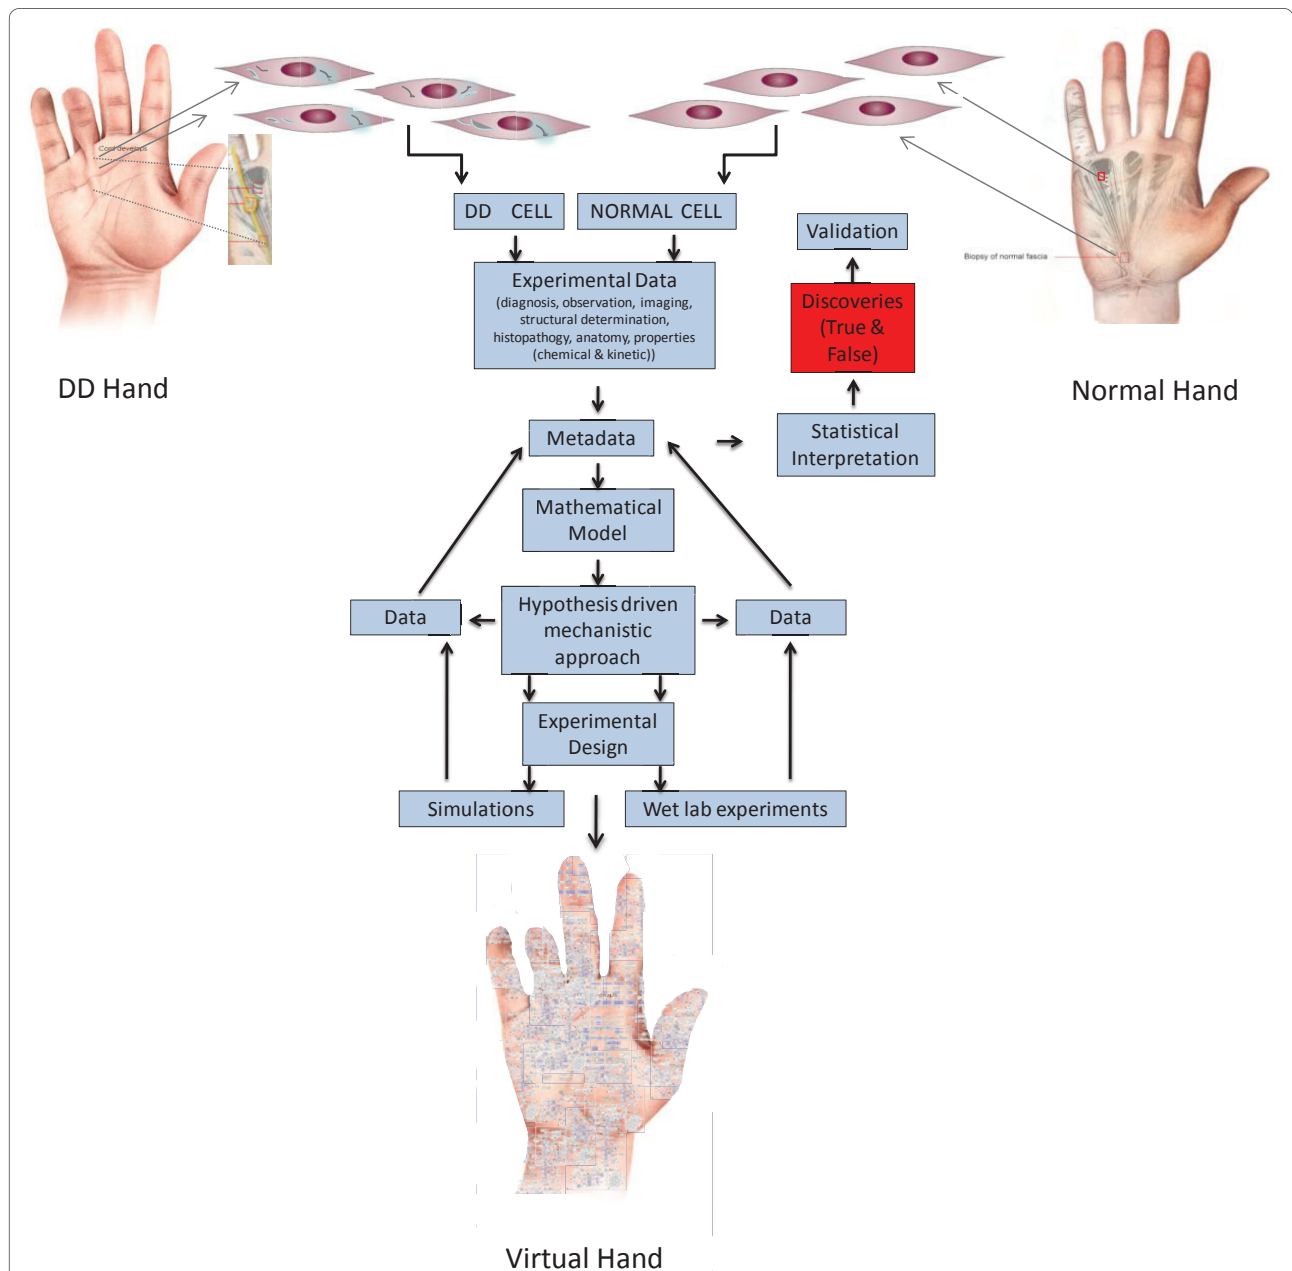 Cord develops
DD CELL
NORMAL CELL
Validation
Biopsy of normal fascia
Experimental Data
(diagnosis, observation, imaging,
structural determination,
histopathogy, anatomy, properties
(chemical & kinetic))
Discoveries
(True &
False)
DD Hand
Normal Hand
Metadata
Statistical
Interpretation
Mathematical
Model
Data
Hypothesis driven
mechanistic
approach
Data
Experimental
Design
Simulations
Wet lab experiments
Virtual Hand